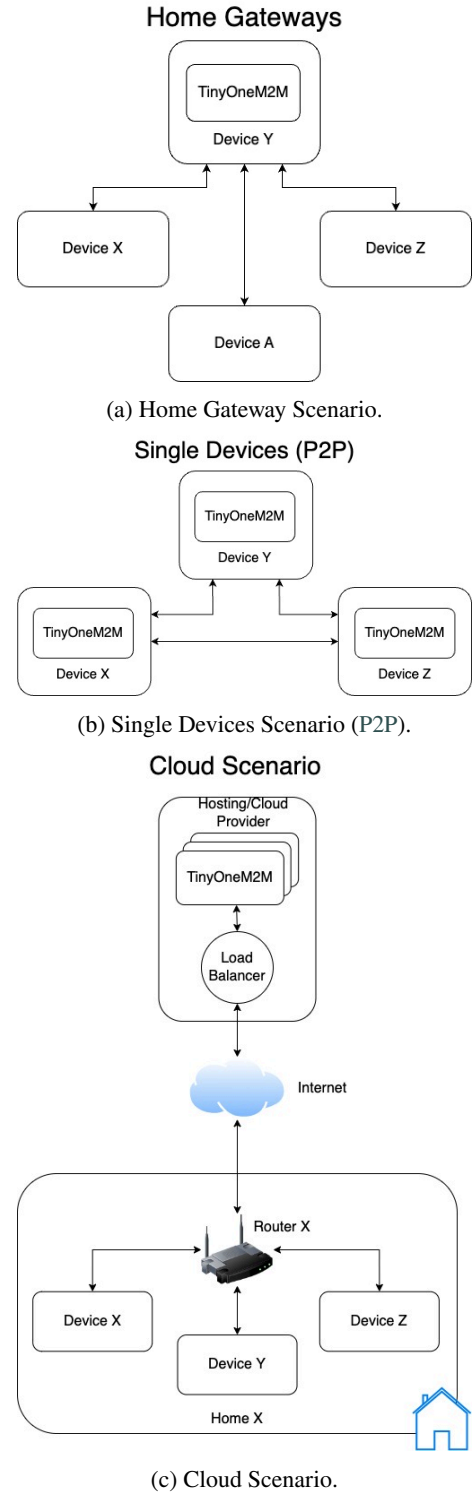 Home Gateways
TinyOneM2M
Device Y
Device X
Device Z
Device A
(a) Home Gateway Scenario.
Single Devices (P2P)
TinyOneM2M
Device Y
TinyOneM2M
TinyOneM2M
Device X
Device Z
(b) Single Devices Scenario (P2P).
Cloud Scenario
Hosting/Cloud
Provider
TinyOneM2M
Load
Balancer
Internet
Router X
Device X
Device Z
Device Y
Home X
(c) Cloud Scenario.